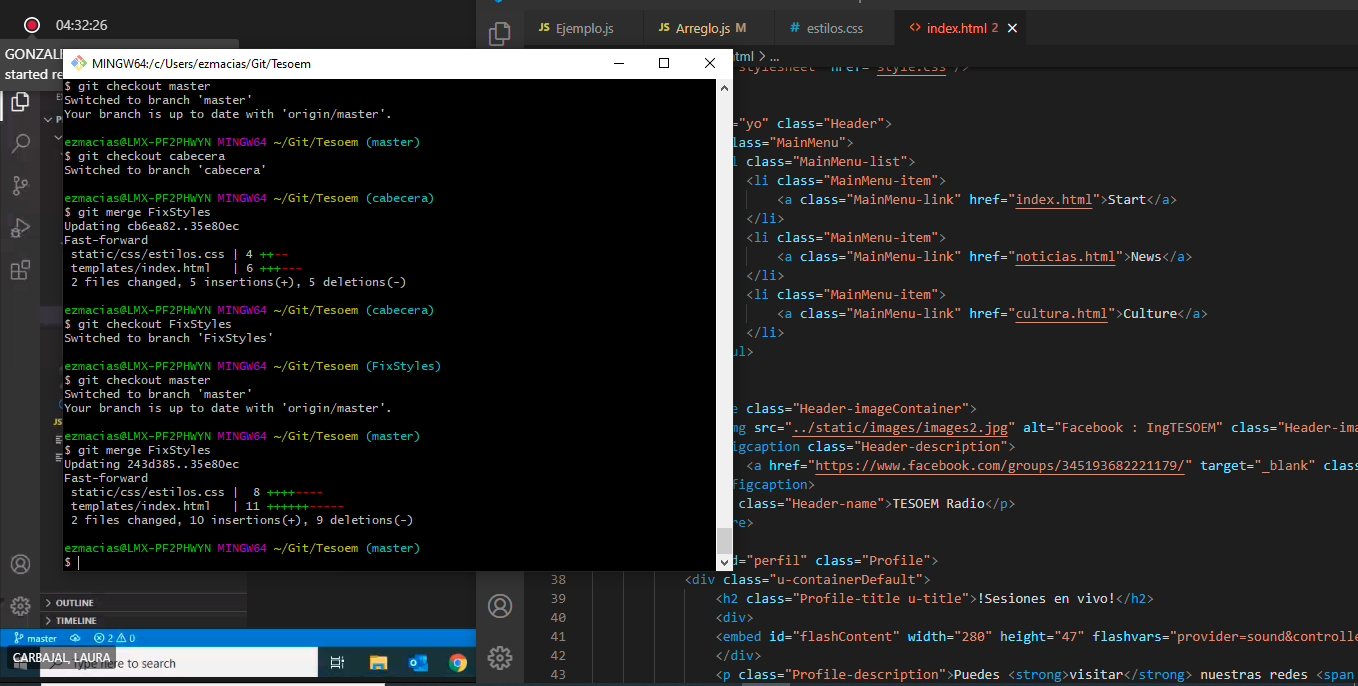 04:32:26
GONZAL
started re
JS Ejemplo.js
JS Arreglo.js M
# estilos.css
<> index.html 2 ×
MINGW64:/c/Users/ezmacias/Git/Tesoem
$ git checkout master
Switched to branch 'master'
Your branch is up to date with 'origin/master'.
ezmacias@LMX-PF2PHWYN MINGW64 ~/Git/Tesoem (master)
$ git checkout cabecera
Switched to branch 'cabecera'
ezmacias@LMX-PF2PHWYN MINGW64 ~/Git/Tesoem (cabecera)
$ git merge FixStyles
Updating cb6ea82..35e80ec
Fast-forward
static/css/estilos.css | 4 ++--
templates/index.html | 6 +++---
2 files changed, 5 insertions(+), 5 deletions(-)
ezmacias@LMX-PF2PHWYN MINGW64 ~/Git/Tesoem (cabecera)
$ git checkout FixStyles
Switched to branch 'FixStyles'
ezmacias@LMX-PF2PHWYN MINGW64 ~/Git/Tesoem (FixStyles)
$ git checkout master
Switched to branch 'master'
Your branch is up to date with 'origin/master'.
ezmacias@LMX-PF2PHWYN MINGW64 ~/Git/Tesoem (master)
$ git merge FixStyles
Updating 243d385..35e80ec
Fast-forward
static/css/estilos.css | 8 ++++----
templates/index.html | 11 ++++++-----
2 files changed, 10 insertions(+), 9 deletions(-)
ezmacias@LMX-PF2PHWYN MINGW64 ~/Git/Tesoem (master)
$
tml > ...
stylesheet" href="style.css"/>
="yo" class="Header">
lass="MainMenu">
l class="MainMenu-list">
<li class="MainMenu-item">
<a class="MainMenu-link" href="index.html">Start</a>
</li>
<li class="MainMenu-item">
<a class="MainMenu-link" href="noticias.html">News</a>
</li>
<li class="MainMenu-item">
<a class="MainMenu-link" href="cultura.html">Culture</a>
</li>
ul>
e class="Header-imageContainer">
mg src="../static/images/images2.jpg" alt="Facebook : IngTESOEM" class="Header-ima
igcaption class="Header-description">
<a href="https://www.facebook.com/groups/345193682221179/" target="_blank" class
figcaption>
class="Header-name">TESOEM Radio</p>
re>
d="perfil" class="Profile">
38 <div class="u-containerDefault">
39 <h2 class="Profile-title u-title">!Sesiones en vivo!</h2>
40 <div>
41 <embed id="flashContent" width="280" height="47" flashvars="provider=sound&controlle
42 </div>
43 <p class="Profile-description">Puedes <strong>visitar</strong> nuestras redes <span
> OUTLINE
> TIMELINE
master 2 0
CARBAJAL, LAURA
Type here to search